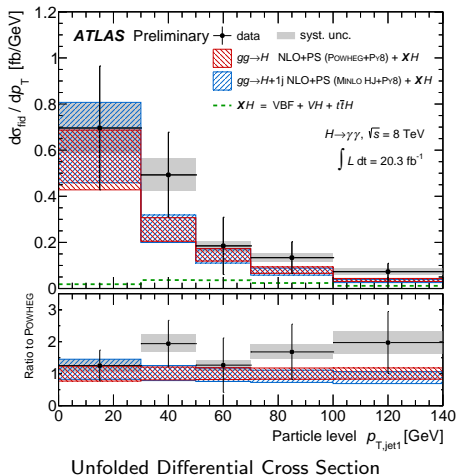 ATLAS Preliminary
data
syst. unc.
gg→H NLO+PS (POWHEG+PY8) + XH
gg→H+1j NLO+PS (MINLO HJ+PY8) + XH
XH = VBF + VH + tt̄H
H→γγ, √s = 8 TeV
∫ L dt = 20.3 fb⁻¹
dσ_fid / dp_T [fb/GeV]
1.2
1
0.8
0.6
0.4
0.2
0
Ratio to POWHEG
3
2
1
0
0 20 40 60 80 100 120 140
Particle level p_T,jet1 [GeV]
Unfolded Differential Cross Section